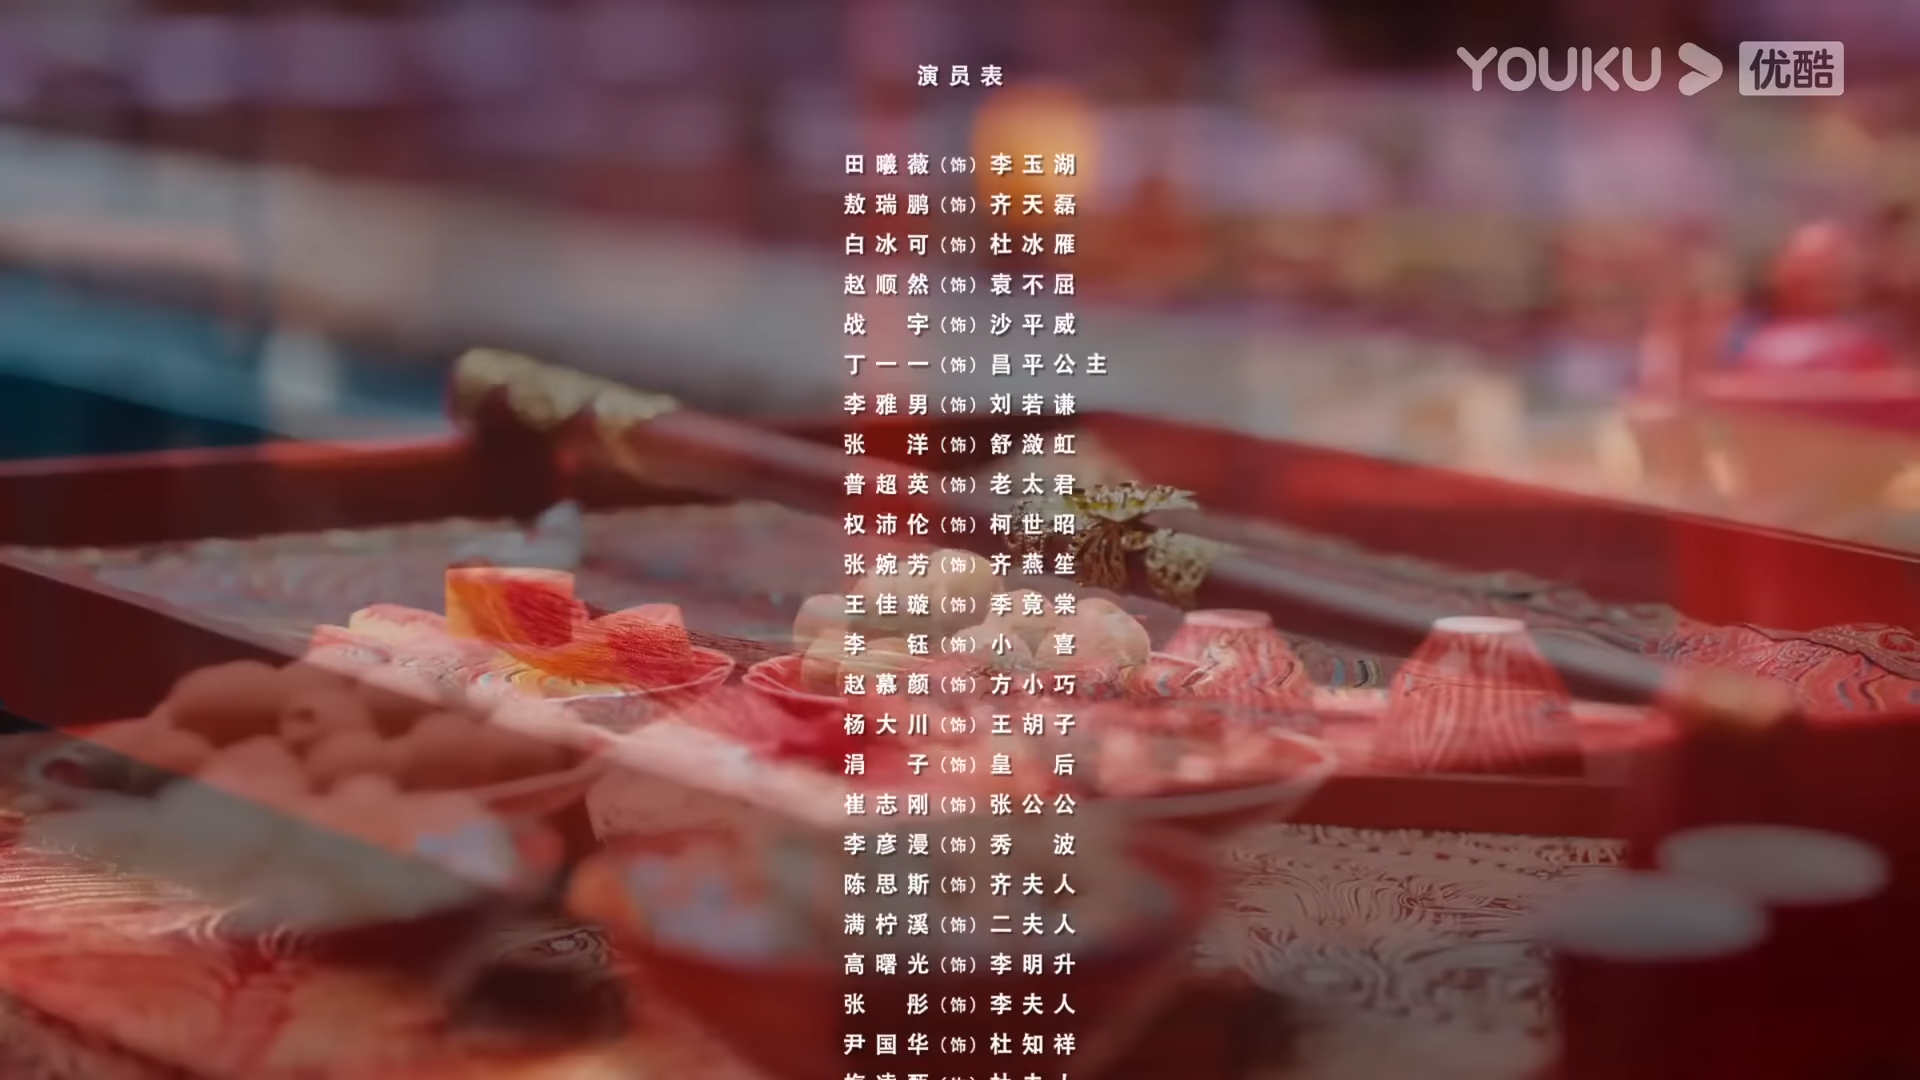 YOUKU 优酷
演员表
田曦薇(饰)李玉湖
敖瑞鹏(饰)齐天磊
白冰可(饰)杜冰雁
赵顺然(饰)袁不屈
战宇(饰)沙平威
丁一一(饰)昌平公主
李雅男(饰)刘若谦
张洋(饰)舒潋虹
普超英(饰)老太君
权沛伦(饰)柯世昭
张婉芳(饰)齐燕笙
王佳璇(饰)季竟棠
李钰(饰)小喜
赵慕颜(饰)方小巧
杨大川(饰)王胡子
涓子(饰)皇后
崔志刚(饰)张公公
李彦漫(饰)秀波
陈思斯(饰)齐夫人
满柠溪(饰)二夫人
高曙光(饰)李明升
张彤(饰)李夫人
尹国华(饰)杜知祥